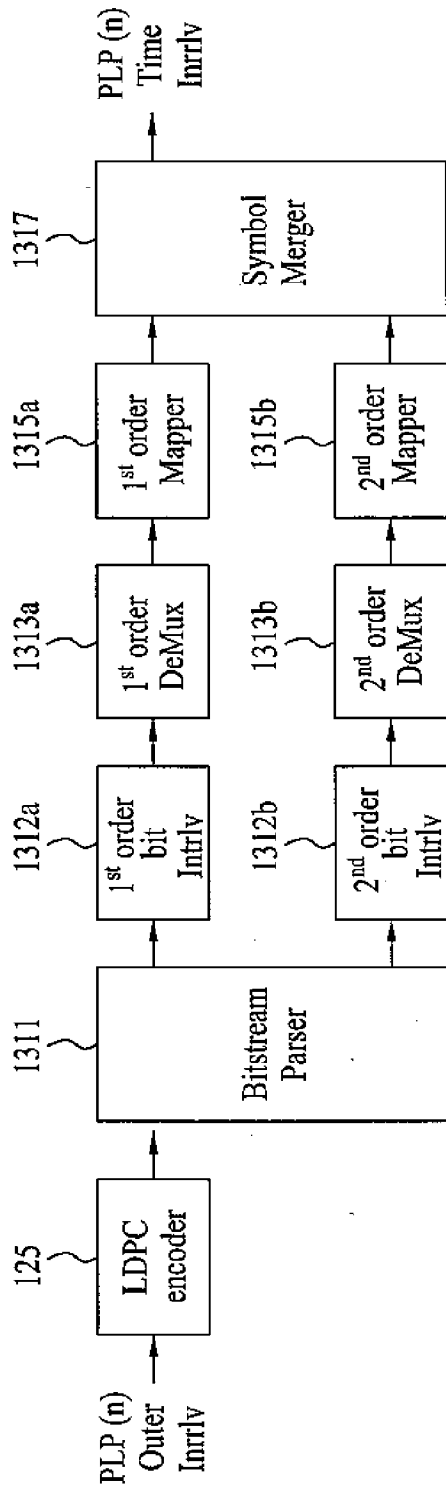 PLP (n)
Outer
Inrrlv
125
LDPC
encoder
1311
Bitstream
Parser
1312a
1st order
bit
Intrlv
1312b
2nd order
bit
Intrlv
1313a
1st order
DeMux
1313b
2nd order
DeMux
1315a
1st order
Mapper
1315b
2nd order
Mapper
1317
Symbol
Merger
PLP (n)
Time
Inrrlv